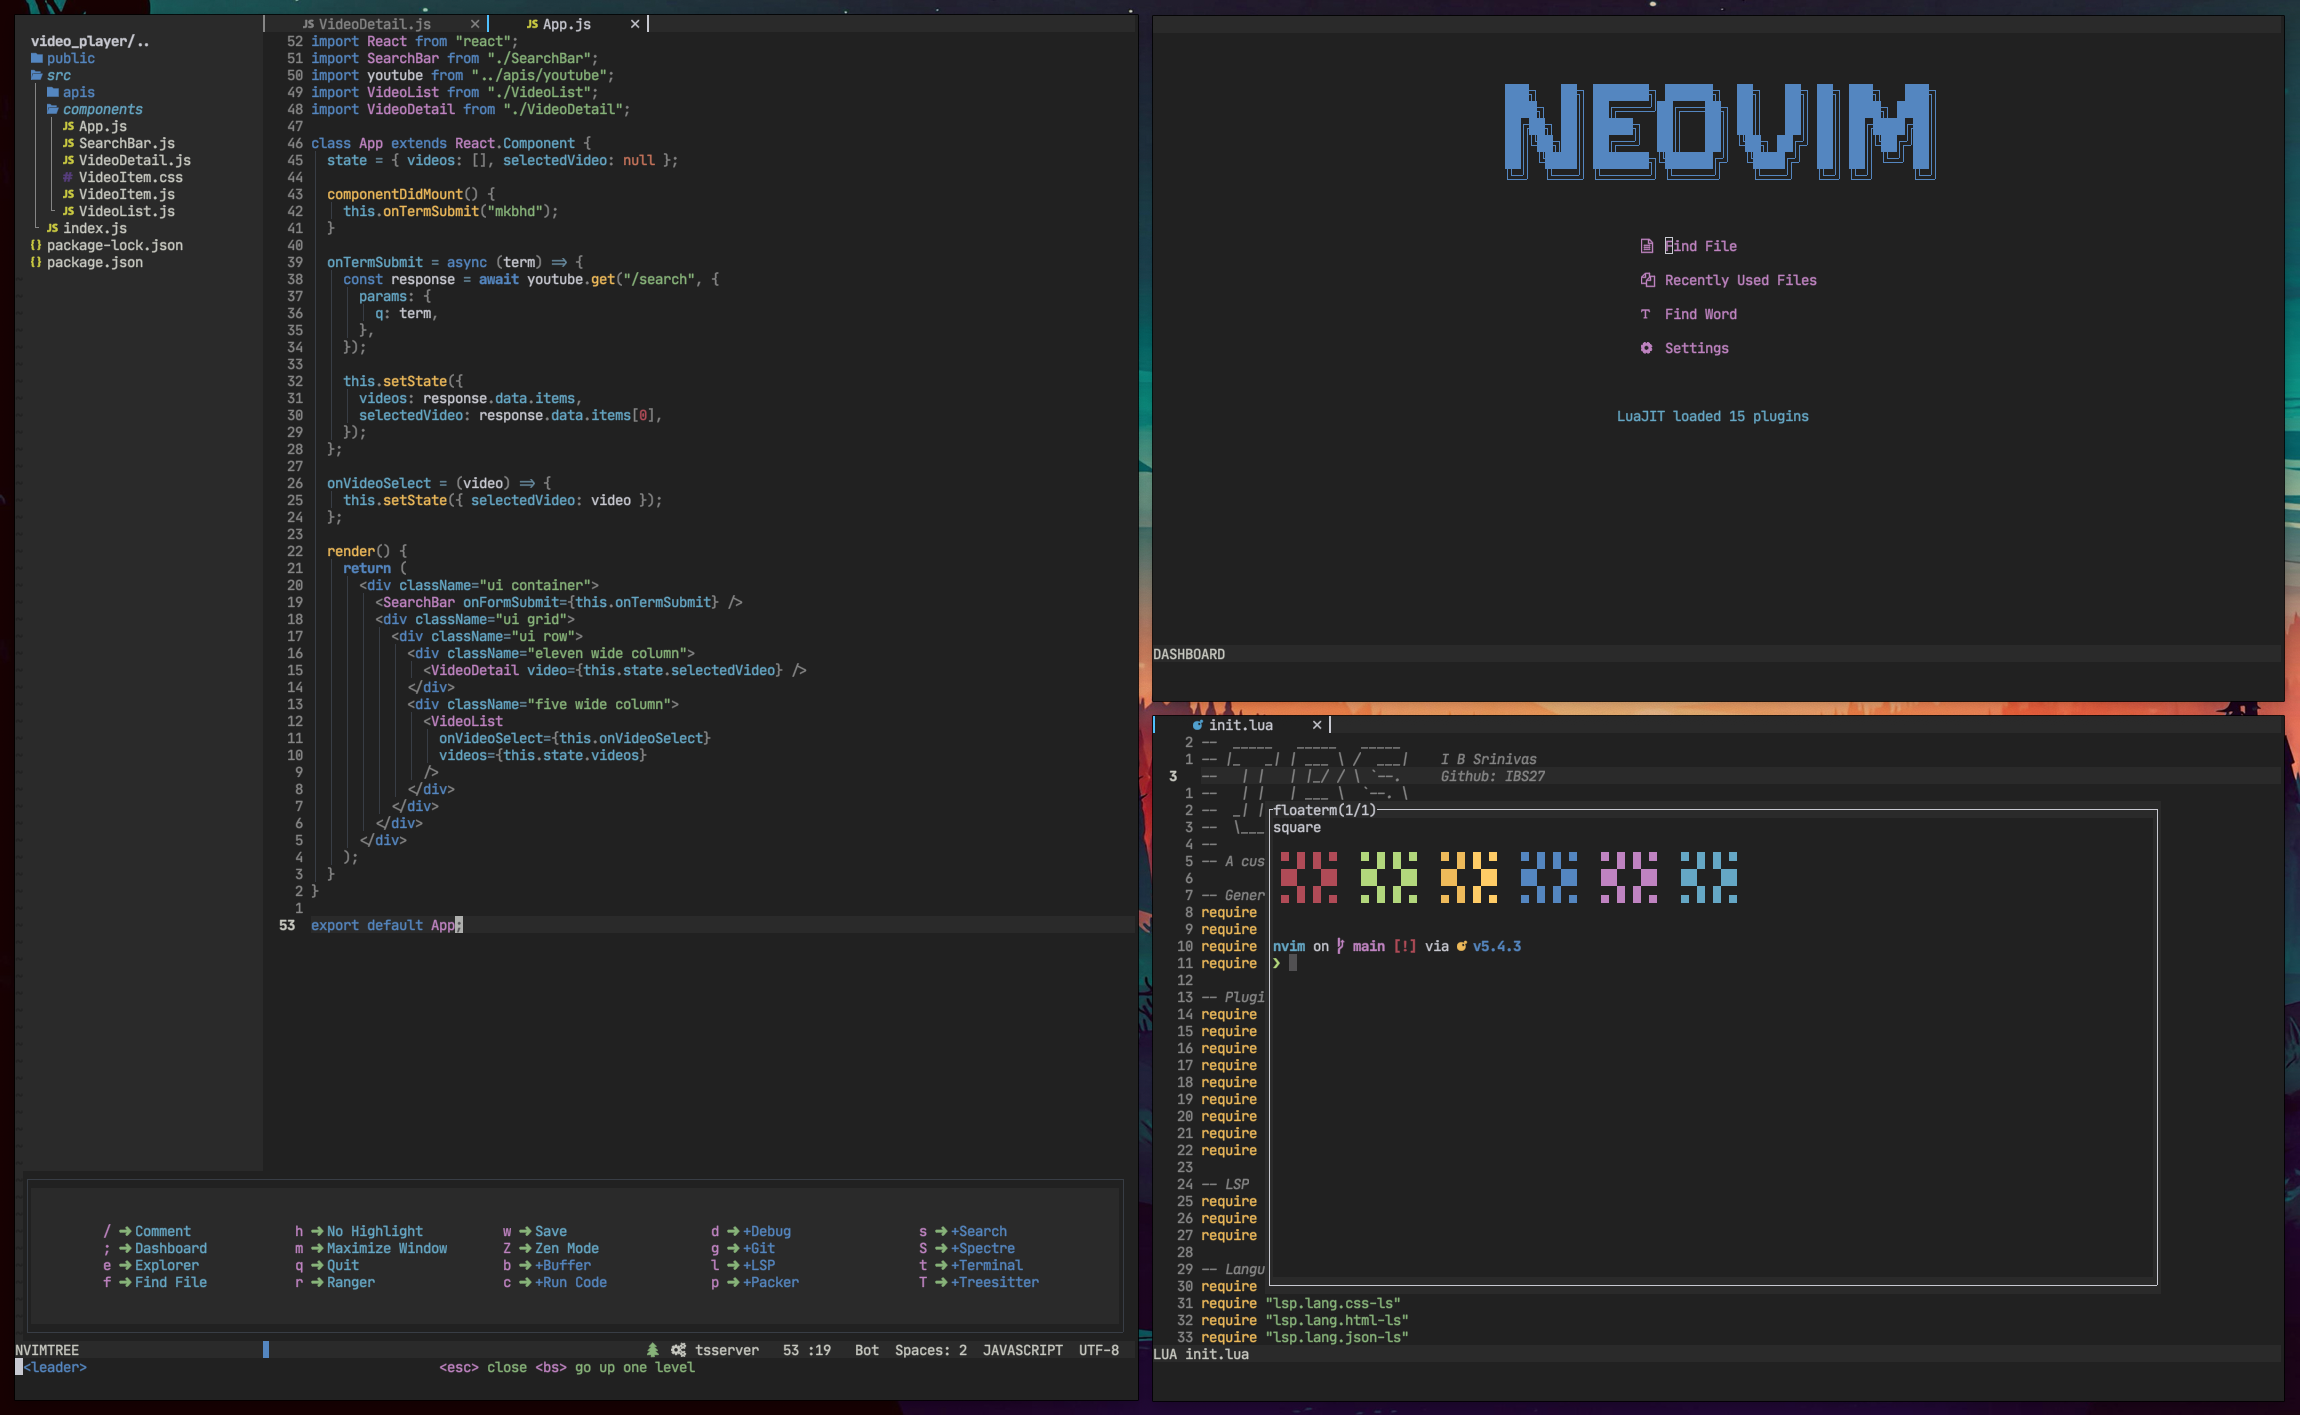 VideoDetail.js × App.js ×
video_player/..
public
src
apis
components
App.js
SearchBar.js
VideoDetail.js
VideoItem.css
VideoItem.js
VideoList.js
index.js
package-lock.json
package.json
52 import React from "react";
51 import SearchBar from "./SearchBar";
50 import youtube from "../apis/youtube";
49 import VideoList from "./VideoList";
48 import VideoDetail from "./VideoDetail";
47
46 class App extends React.Component {
45   state = { videos: [], selectedVideo: null };
44
43   componentDidMount() {
42     this.onTermSubmit("mkbhd");
41   }
40
39   onTermSubmit = async (term) => {
38     const response = await youtube.get("/search", {
37       params: {
36         q: term,
35       },
34     });
33
32     this.setState({
31       videos: response.data.items,
30       selectedVideo: response.data.items[0],
29     });
28   };
27
26   onVideoSelect = (video) => {
25     this.setState({ selectedVideo: video });
24   };
23
22   render() {
21     return (
20       <div className="ui container">
19         <SearchBar onFormSubmit={this.onTermSubmit} />
18         <div className="ui grid">
17           <div className="ui row">
16             <div className="eleven wide column">
15               <VideoDetail video={this.state.selectedVideo} />
14             </div>
13             <div className="five wide column">
12               <VideoList
11                 onVideoSelect={this.onVideoSelect}
10                 videos={this.state.videos}
9               />
8             </div>
7           </div>
6         </div>
5       </div>
4     );
3   }
2 }
1
53 export default App;
/ → Comment h → No Highlight w → Save d → +Debug s → +Search
; → Dashboard m → Maximize Window Z → Zen Mode g → +Git S → +Spectre
e → Explorer q → Quit b → +Buffer l → +LSP t → +Terminal
f → Find File r → Ranger c → +Run Code p → +Packer T → +Treesitter
NVIMTREE tsserver 53 :19 Bot Spaces: 2 JAVASCRIPT UTF-8
<leader> <esc> close <bs> go up one level
NEOVIM
Find File
Recently Used Files
Find Word
Settings
LuaJIT loaded 15 plugins
DASHBOARD
init.lua ×
2 --
1 -- I B Srinivas
3 -- Github: IBS27
1 --
2 --
3 --
4 --
5 -- A cus
6
7 -- Gener
8 require
9 require
10 require
11 require
12
13 -- Plugi
14 require
15 require
16 require
17 require
18 require
19 require
20 require
21 require
22 require
23
24 -- LSP
25 require
26 require
27 require
28
29 -- Langu
30 require
31 require "lsp.lang.css-ls"
32 require "lsp.lang.html-ls"
33 require "lsp.lang.json-ls"
floaterm(1/1)
square
nvim on main [!] via v5.4.3
❯
LUA init.lua